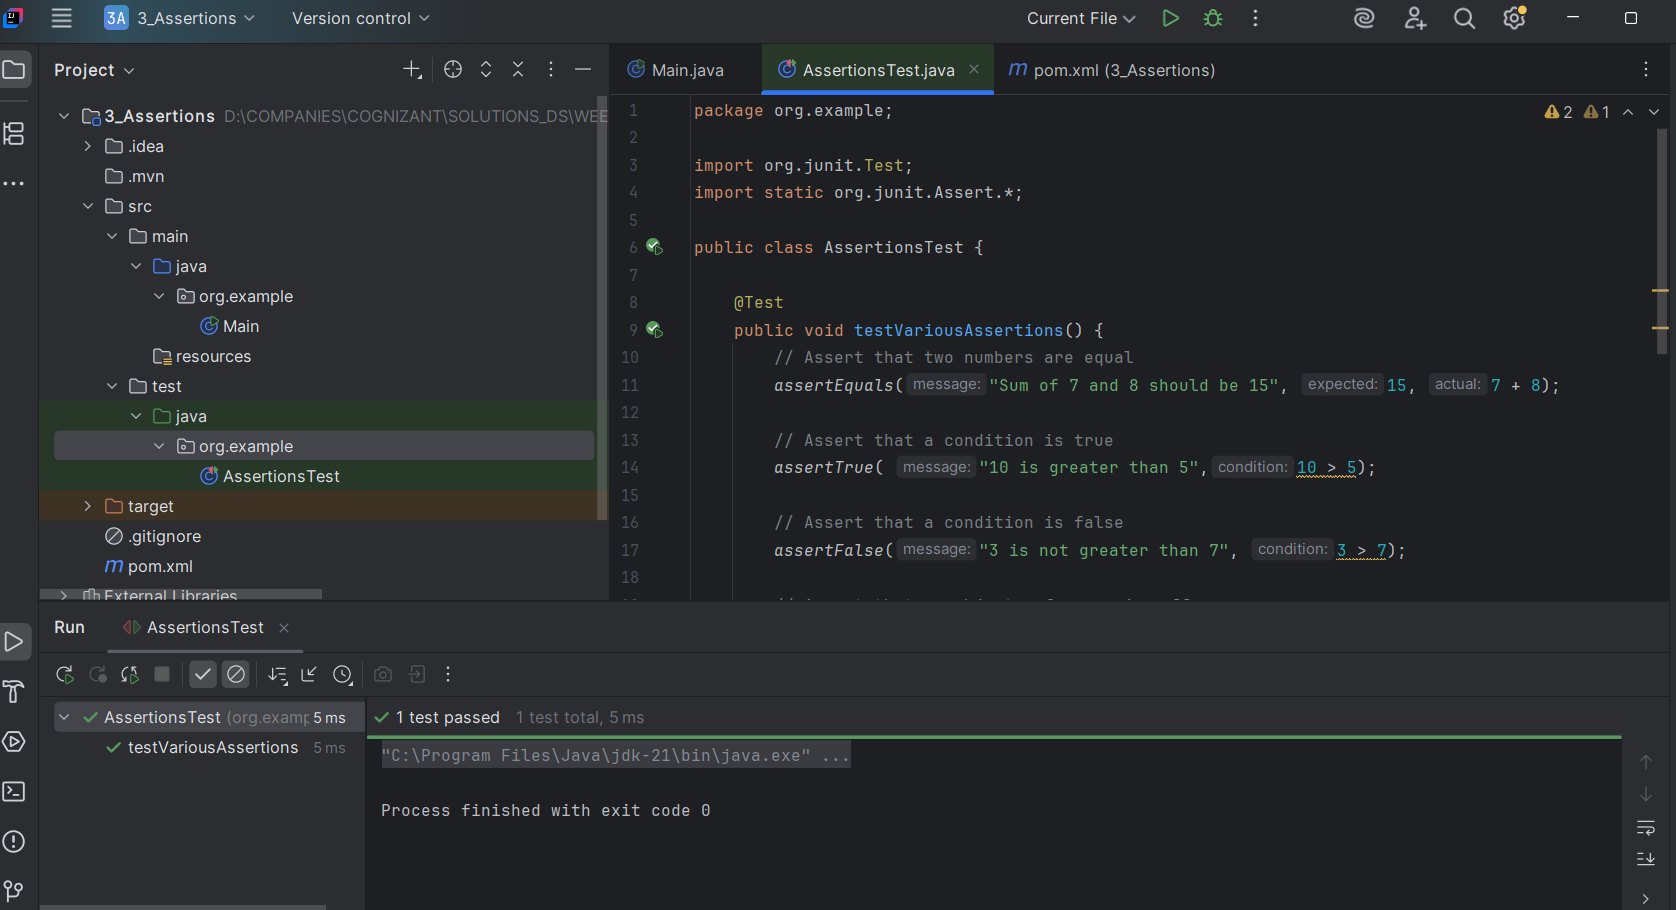 3A 3_Assertions Version control Current File
Project
3_Assertions D:\COMPANIES\COGNIZANT\SOLUTIONS_DS\WEE
.idea
.mvn
src
main
java
org.example
Main
resources
test
java
org.example
AssertionsTest
target
.gitignore
m pom.xml
External Libraries
Main.java AssertionsTest.java m pom.xml (3_Assertions)
2 1
1 package org.example;
2
3 import org.junit.Test;
4 import static org.junit.Assert.*;
5
6 public class AssertionsTest {
7
8 @Test
9 public void testVariousAssertions() {
10 // Assert that two numbers are equal
11 assertEquals( message: "Sum of 7 and 8 should be 15", expected: 15, actual: 7 + 8);
12
13 // Assert that a condition is true
14 assertTrue( message: "10 is greater than 5", condition: 10 > 5);
15
16 // Assert that a condition is false
17 assertFalse( message: "3 is not greater than 7", condition: 3 > 7);
18
Run AssertionsTest
AssertionsTest (org.examp 5 ms
testVariousAssertions 5 ms
1 test passed 1 test total, 5 ms
"C:\Program Files\Java\jdk-21\bin\java.exe" ...
Process finished with exit code 0